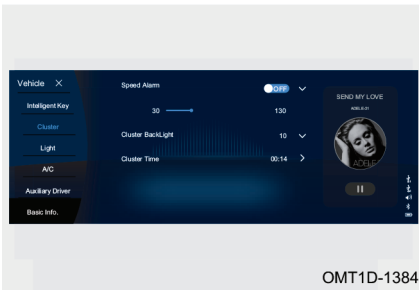 Vehicle ×
Intelligent Key
Cluster
Light
A/C
Auxiliary Driver
Basic Info.
Speed Alarm
OFF
30
130
Cluster BackLight
10
Cluster Time
00:14
SEND MY LOVE
ADELE-21
ADELE
OMT1D-1384